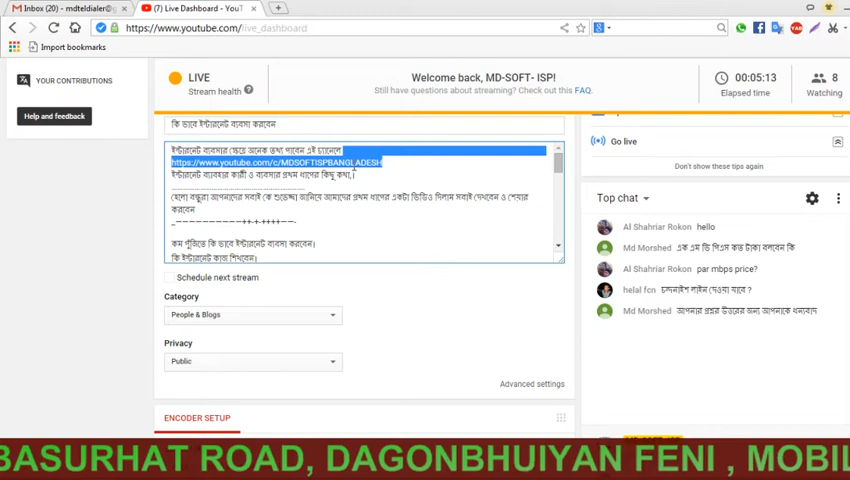 Inbox (20) - mdteldialer@g
(7) Live Dashboard - YouT
https://www.youtube.com/live_dashboard
Import bookmarks
YOUR CONTRIBUTIONS
Help and feedback
LIVE
Stream health ?
Welcome back, MD-SOFT- ISP!
Still have questions about streaming? Check out this FAQ.
00:05:13
Elapsed time
8
Watching
কি ভাবে ইন্টারনেট ব্যবসা করবেন
ইন্টারনেট ব্যবসার ক্ষেত্রে অনেক তথ্য পাবেন এই চ্যানেলে
https://www.youtube.com/c/MDSOFTISPBANGLADESH
ইন্টারনেট ব্যাবহার কারী ও ব্যবসার প্রথম ধাপের কিছু কথা,।
হেলো বন্ধুরা আপনাদের সবাই কে শুভেচ্ছা জানিয়ে আমাদের প্রথম ধাপের একটা ভিডিও দিলাম সবাই দেখবেন ও শেয়ার
করবেন
_——————————++-+-++++——-
কম পুঁজিতে কি ভাবে ইন্টারনেট ব্যবসা করবেন।
কি ইন্টারনেট কাজ শিখবেন।
Schedule next stream
Category
People & Blogs
Privacy
Public
Advanced settings
ENCODER SETUP
Go live
Don't show these tips again
Top chat
Al Shahriar Rokon hello
Md Morshed এক এম বি পিএস কত টাকা বলবেন কি
Al Shahriar Rokon par mbps price?
helal fcn চন্দনাইশ লাইন দেওয়া যাবে ?
Md Morshed আপনার প্রশ্নর উত্তরের জন্য আপনাকে ধন্যবাদ
BASURHAT ROAD, DAGONBHUIYAN FENI , MOBIL